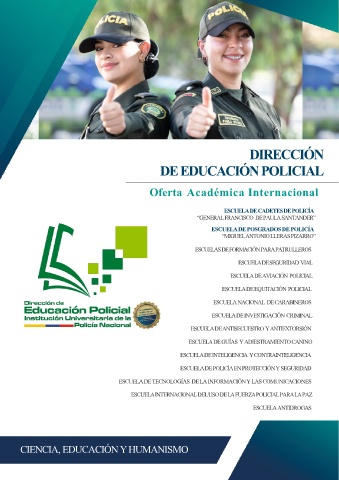 POLICIA
POLICIA
DIRECCIÓN
DE EDUCACIÓN POLICIAL
Oferta Académica Internacional
ESCUELA DE CADETES DE POLICÍA
"GENERAL FRANCISCO DE PAULA SANTANDER"
ESCUELA DE POSGRADOS DE POLICÍA
"MIGUEL ANTONIO LLERAS PIZARRO"
ESCUELAS DE FORMACIÓN PARA PATRULLEROS
ESCUELA DE SEGURIDAD VIAL
ESCUELA DE AVIACIÓN POLICIAL
ESCUELA DE EQUITACIÓN POLICIAL
ESCUELA NACIONAL DE CARABINEROS
ESCUELA DE INVESTIGACIÓN CRIMINAL
ESCUELA DE ANTISECUESTRO Y ANTIEXTORSIÓN
ESCUELA DE GUÍAS Y ADIESTRAMIENTO CANINO
ESCUELA DE INTELIGENCIA Y CONTRAINTELIGENCIA
ESCUELA DE POLICÍA EN PROTECCIÓN Y SEGURIDAD
ESCUELA DE TECNOLOGÍAS DE LA INFORMACIÓN Y LAS COMUNICACIONES
ESCUELA INTERNACIONAL DEL USO DE LA FUERZA POLICIAL PARA LA PAZ
ESCUELA ANTIDROGAS
Dirección de
Educación Policial
Institución Universitaria de la
Policía Nacional
CIENCIA, EDUCACIÓN Y HUMANISMO